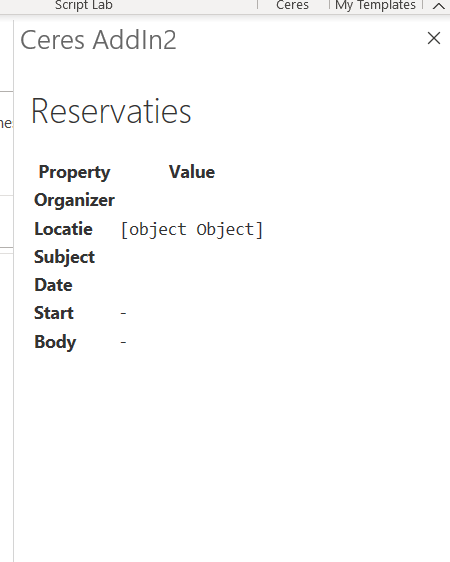 Script Lab Ceres My Templates
Ceres AddIn2
Reservaties
Property Value
Organizer
Locatie [object Object]
Subject
Date
Start -
Body -